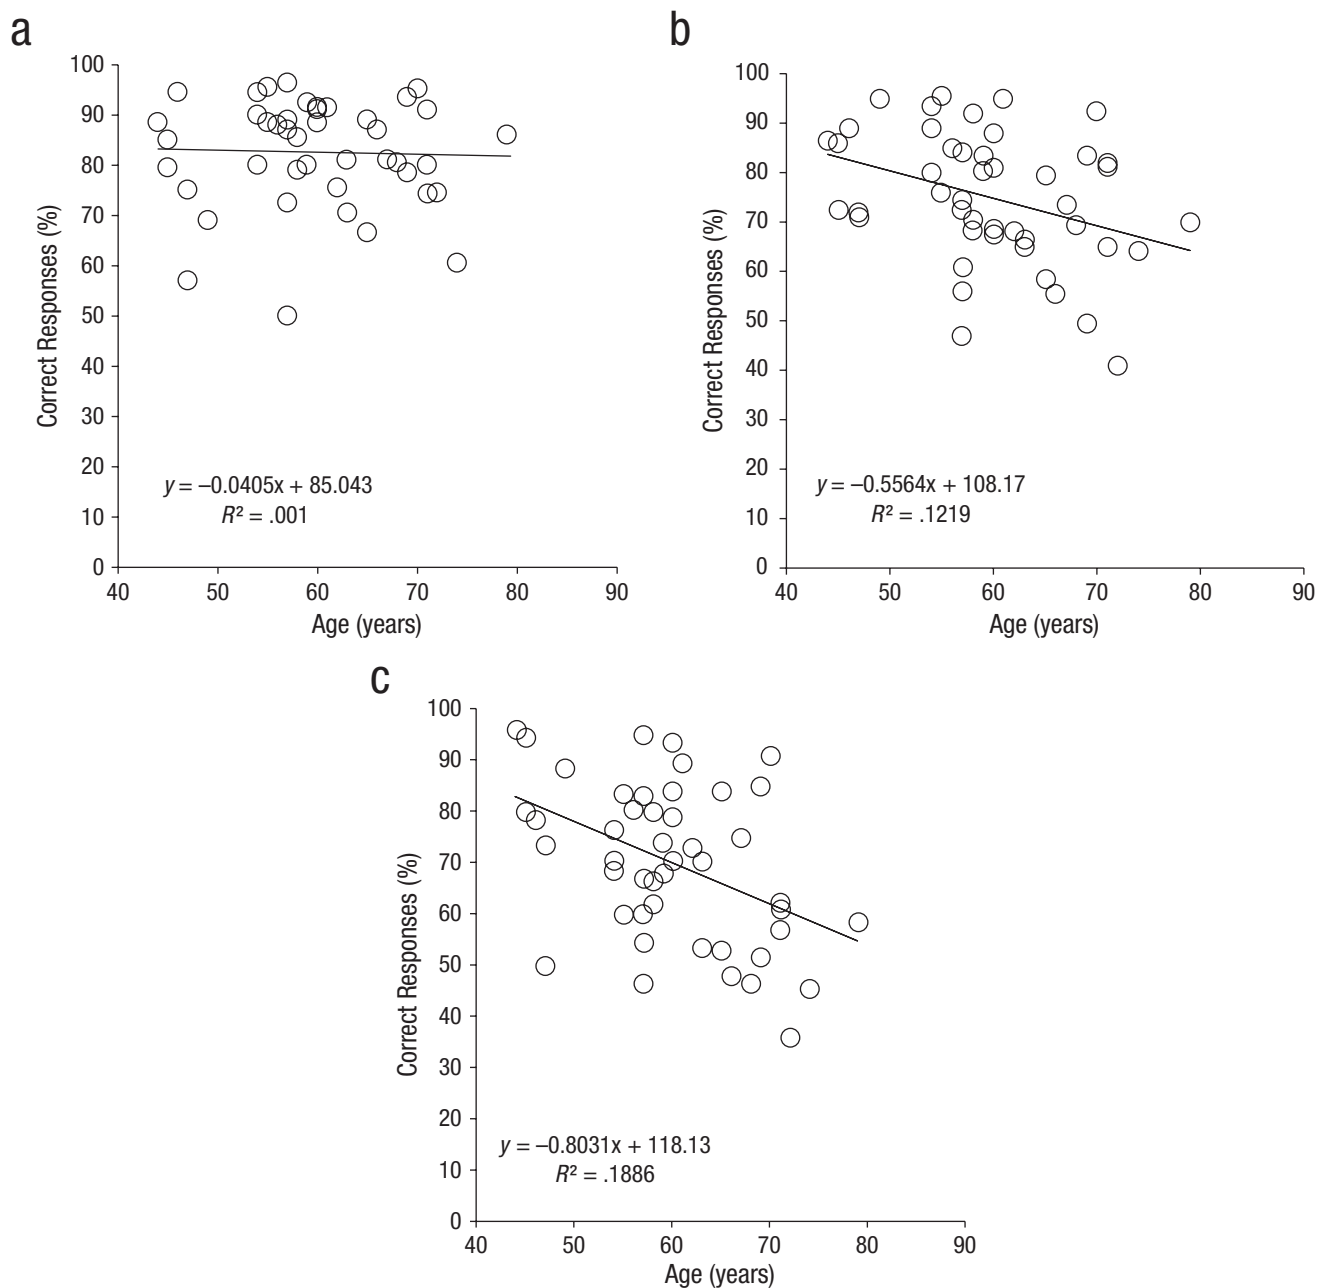 a
100
90
80
70
60
50
40
30
20
10
0
Correct Responses (%)
y = –0.0405x + 85.043
R² = .001
40 50 60 70 80 90
Age (years)
b
100
90
80
70
60
50
40
30
20
10
0
Correct Responses (%)
y = –0.5564x + 108.17
R² = .1219
40 50 60 70 80 90
Age (years)
c
100
90
80
70
60
50
40
30
20
10
0
Correct Responses (%)
y = –0.8031x + 118.13
R² = .1886
40 50 60 70 80 90
Age (years)